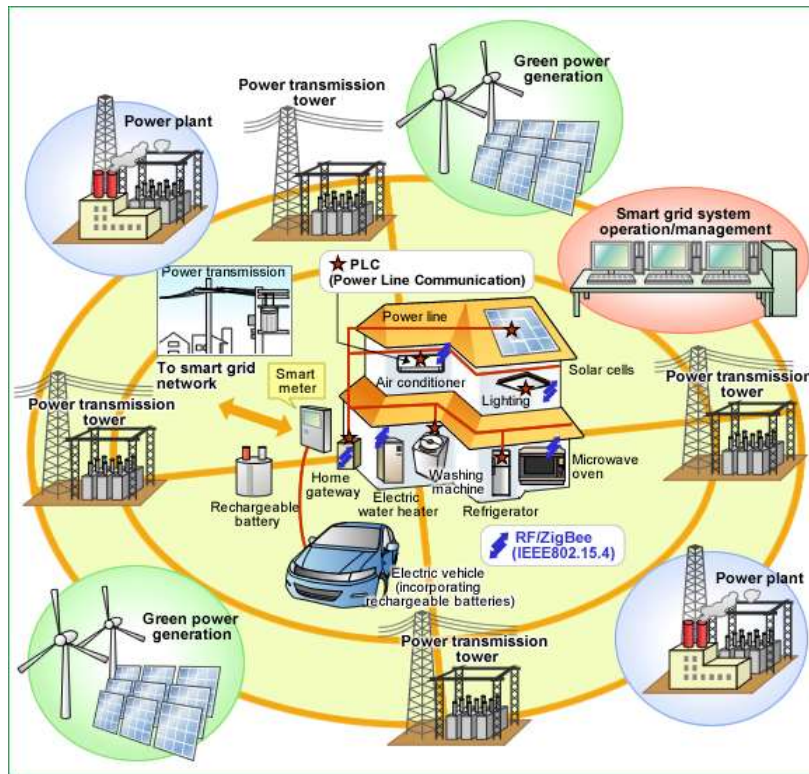 Green power
generation
Power transmission
tower
Power plant
Smart grid system
operation/management
PLC
(Power Line Communication)
Power transmission
Power line
To smart grid
network
Smart
meter
Air conditioner
Solar cells
Lighting
Power transmission
tower
Power transmission
tower
Rechargeable
battery
Home
gateway
Electric
water heater
Washing
machine
Refrigerator
Microwave
oven
RF/ZigBee
(IEEE802.15.4)
Electric vehicle
(incorporating
rechargeable batteries)
Green power
generation
Power transmission
tower
Power plant